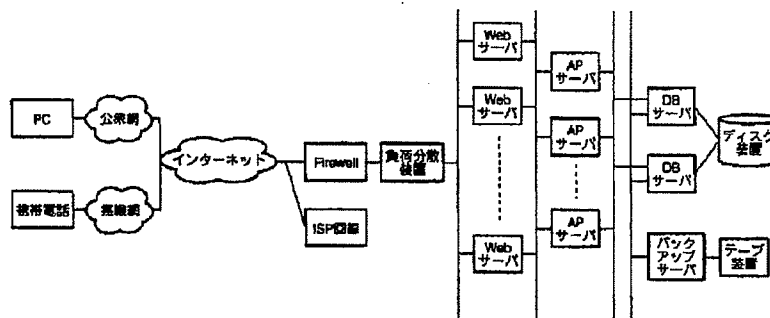 PC
公衆網
携帯電話
無線網
インターネット
Firewell
ISP回線
負荷分散
装置
Web
サーバ
Web
サーバ
Web
サーバ
AP
サーバ
AP
サーバ
AP
サーバ
DB
サーバ
DB
サーバ
ディスク
装置
バック
アップ
サーバ
テープ
装置